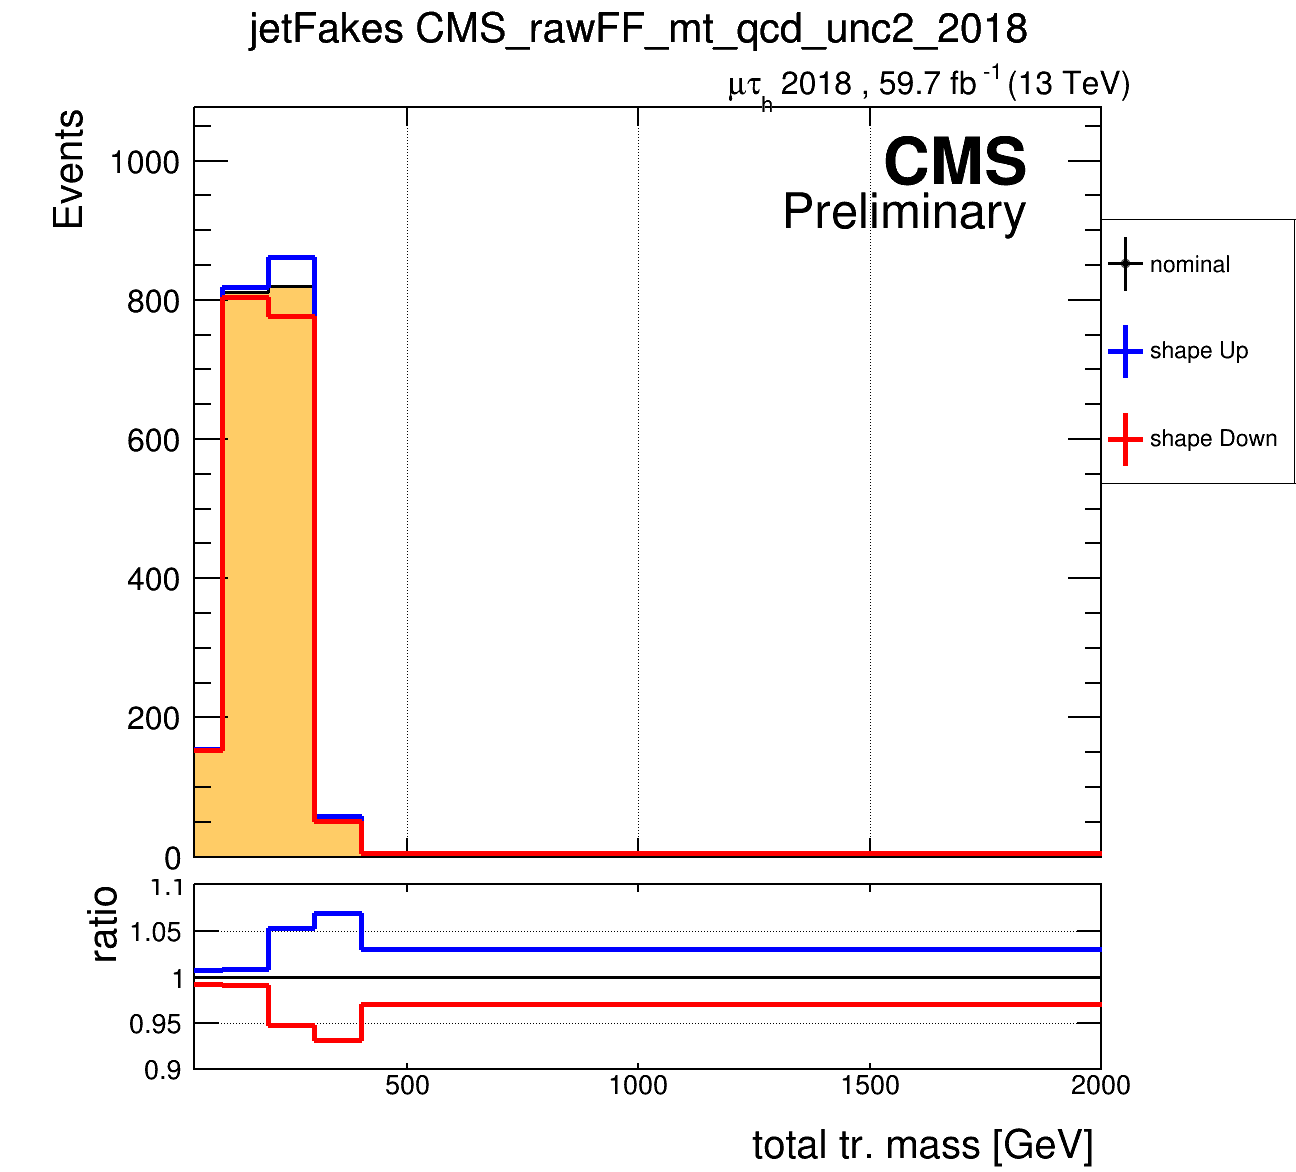 jetFakes CMS_rawFF_mt_qcd_unc2_2018
μτh 2018 , 59.7 fb-1 (13 TeV)
Events
CMS
Preliminary
1000
800
600
400
200
0
nominal
shape Up
shape Down
ratio
1.1
1.05
1
0.95
0.9
500 1000 1500 2000
total tr. mass [GeV]